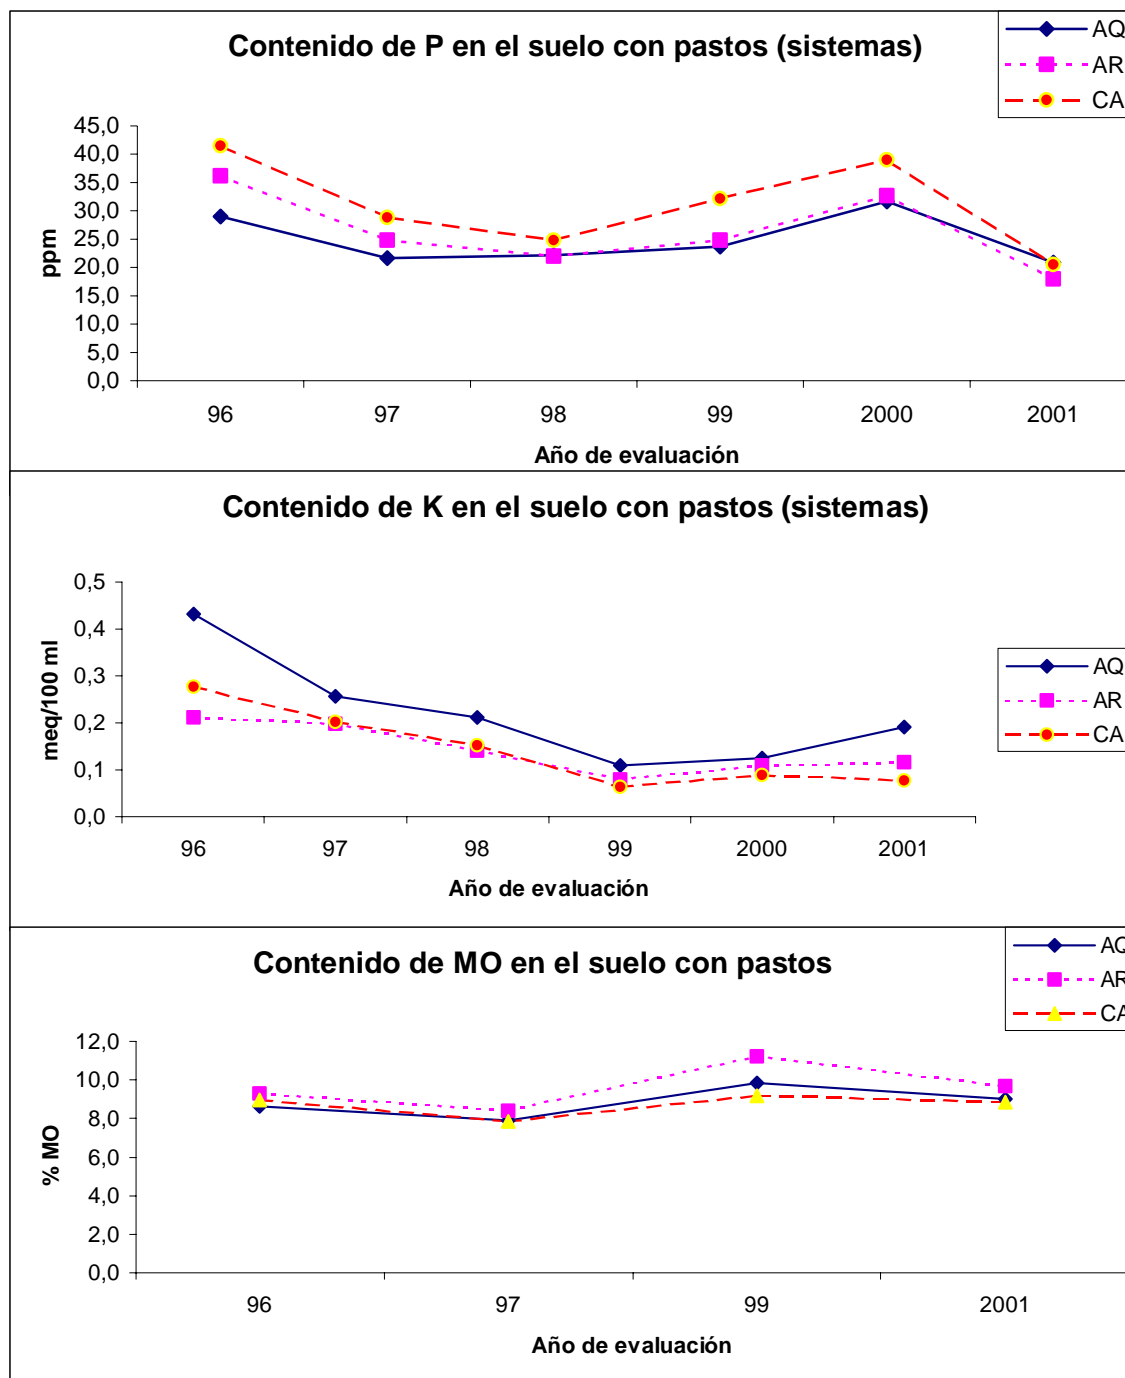 Contenido de P en el suelo con pastos (sistemas)
AQ
AR
CA
45,0
40,0
35,0
30,0
25,0
20,0
15,0
10,0
5,0
0,0
ppm
96 97 98 99 2000 2001
Año de evaluación
Contenido de K en el suelo con pastos (sistemas)
0,5
0,4
0,3
0,2
0,1
0,0
meq/100 ml
AQ
AR
CA
96 97 98 99 2000 2001
Año de evaluación
Contenido de MO en el suelo con pastos
AQ
AR
CA
12,0
10,0
8,0
6,0
4,0
2,0
0,0
% MO
96 97 99 2001
Año de evaluación